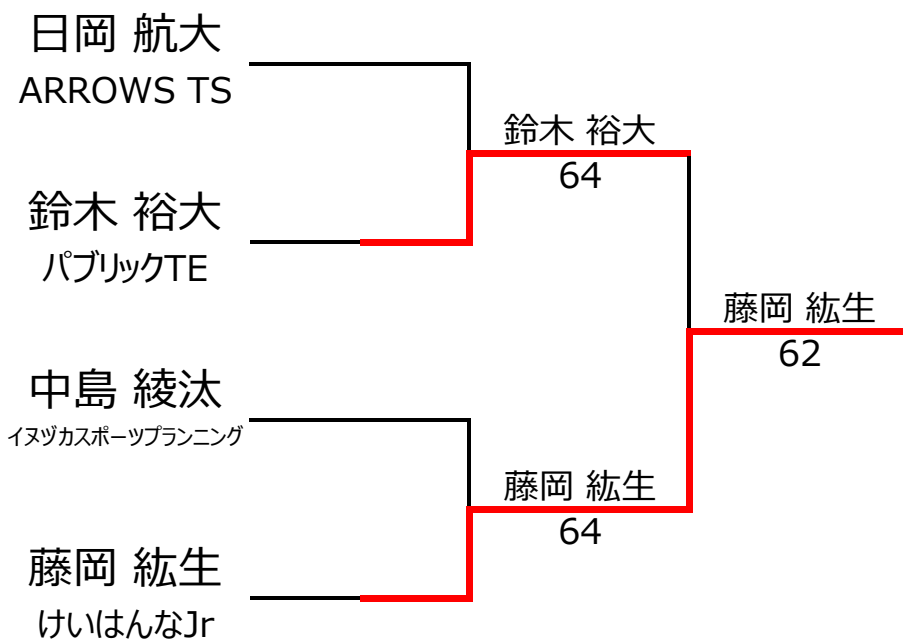 日岡 航大
ARROWS TS
鈴木 裕大
64
鈴木 裕大
パブリックTE
藤岡 紘生
62
中島 綾汰
イヌヅカスポーツプランニング
藤岡 紘生
64
藤岡 紘生
けいはんなJr